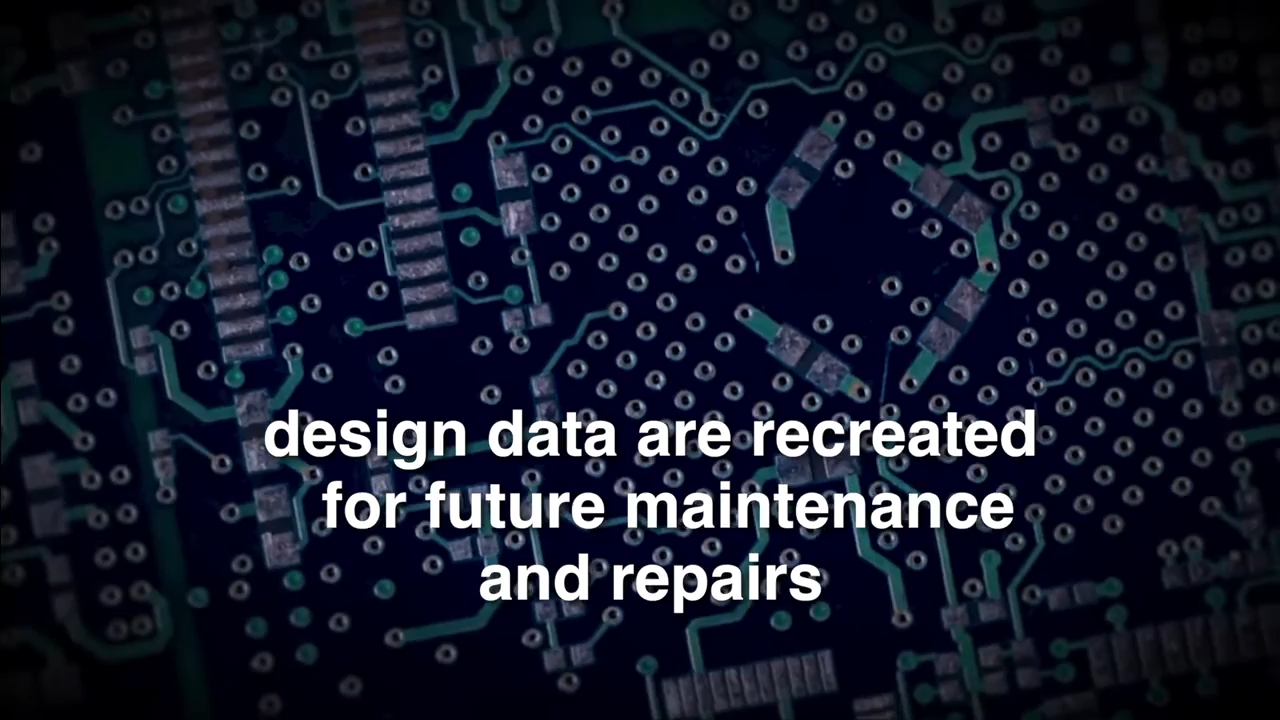 design data are recreated
for future maintenance
and repairs